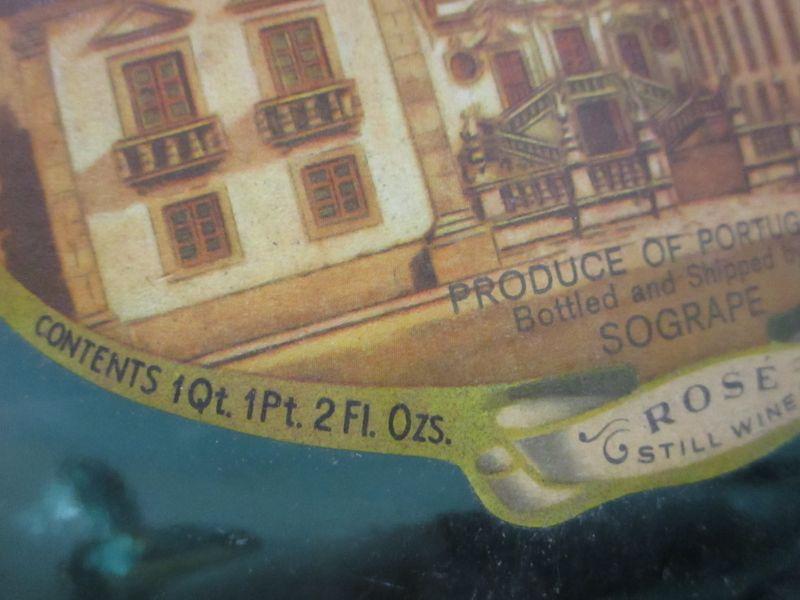 PRODUCE OF PORTUG
Bottled and Shipped b
SOGRAPE
CONTENTS 1Qt. 1Pt. 2 Fl. Ozs.
ROSÉ
STILL WINE